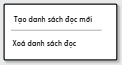 Tạo danh sách đọc mới
Xoá danh sách đọc